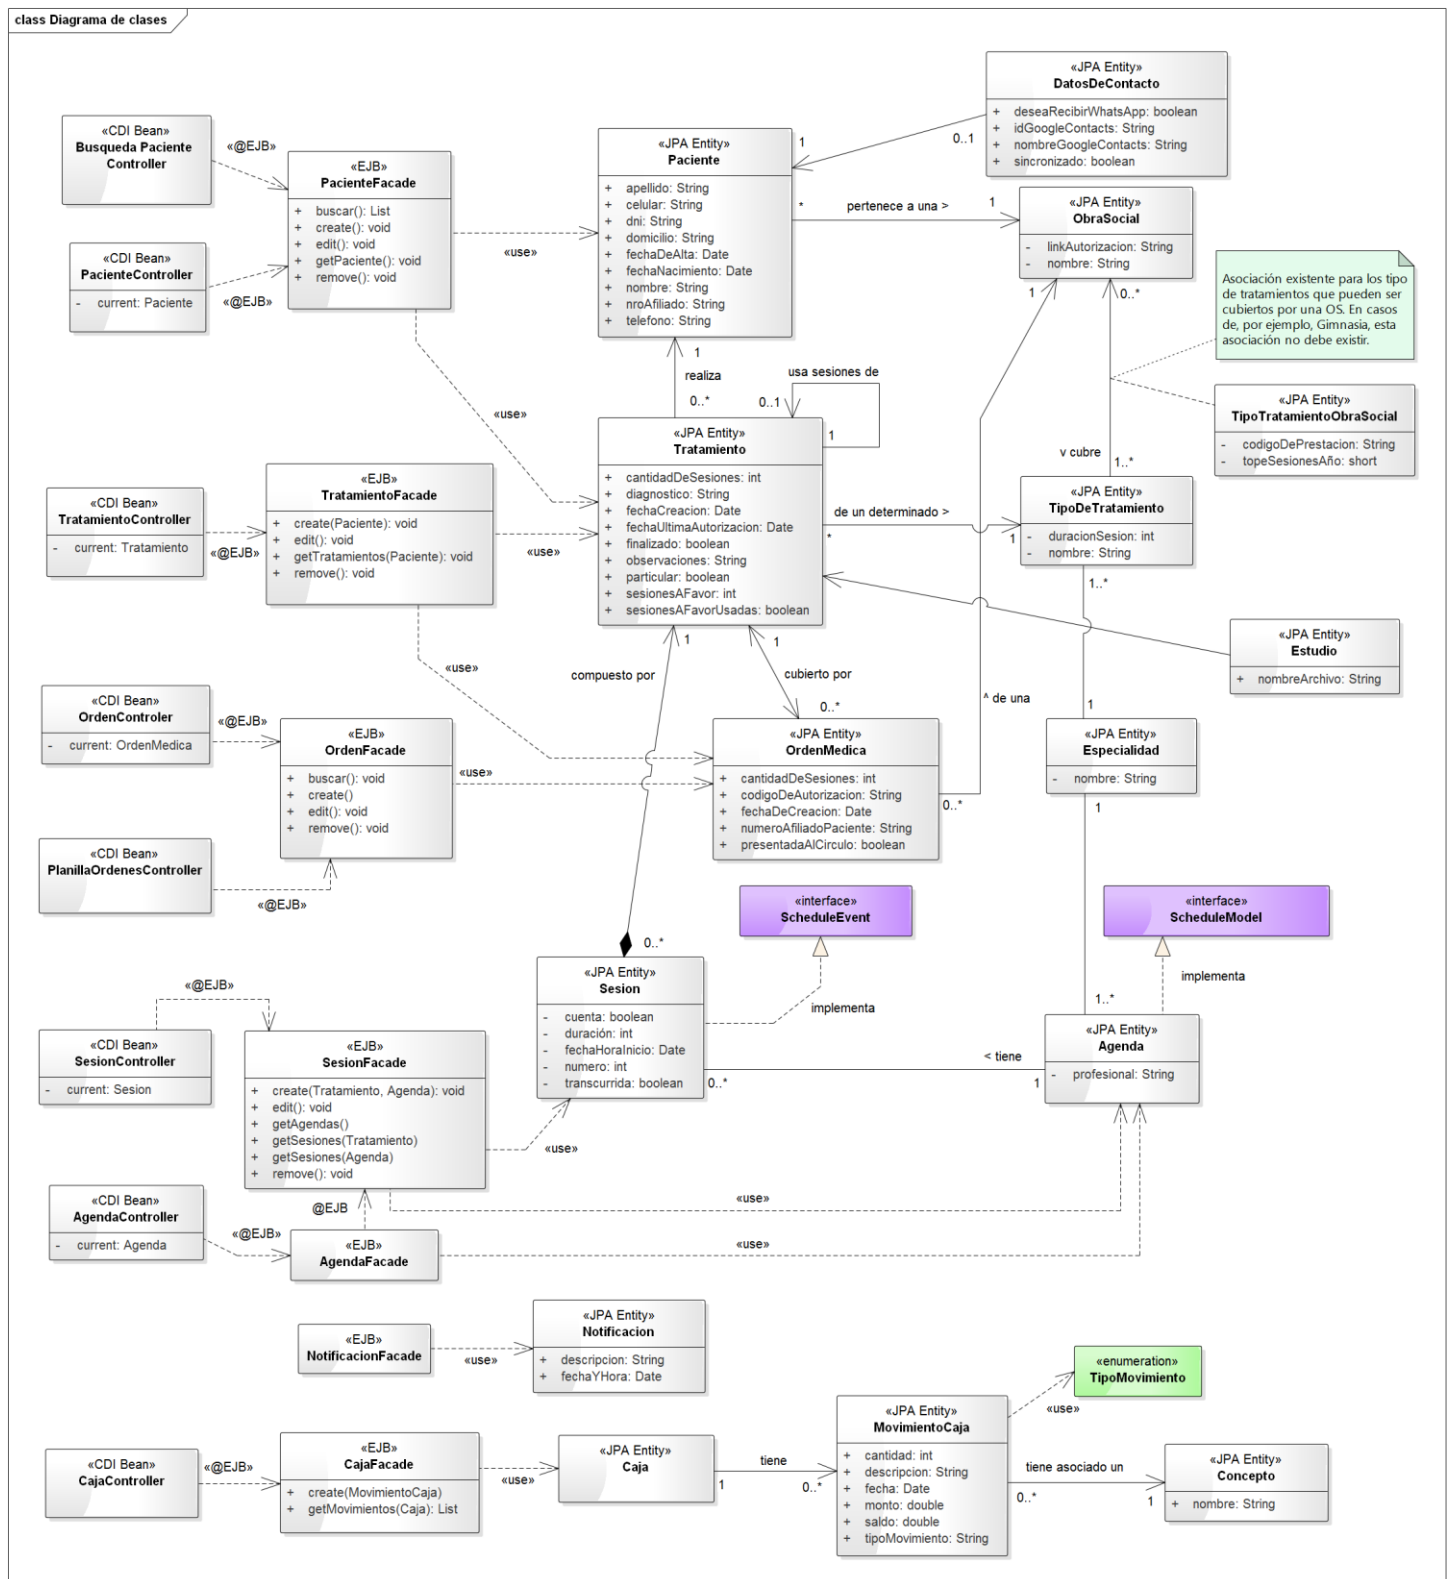 class Diagrama de clases
«JPA Entity»
DatosDeContacto
+ deseaRecibirWhatsApp: boolean
+ idGoogleContacts: String
+ nombreGoogleContacts: String
+ sincronizado: boolean
«CDI Bean»
Busqueda Paciente
Controller
«@EJB»
«EJB»
PacienteFacade
+ buscar(): List
+ create(): void
+ edit(): void
+ getPaciente(): void
+ remove(): void
«CDI Bean»
PacienteController
- current: Paciente
«@EJB»
«use»
«JPA Entity»
Paciente
+ apellido: String
+ celular: String
+ dni: String
+ domicilio: String
+ fechaDeAlta: Date
+ fechaNacimiento: Date
+ nombre: String
+ nroAfiliado: String
+ telefono: String
1
0..1
* pertenece a una > 1
«JPA Entity»
ObraSocial
- linkAutorizacion: String
- nombre: String
1
0..*
Asociación existente para los tipo
de tratamientos que pueden ser
cubiertos por una OS. En casos
de, por ejemplo, Gimnasia, esta
asociación no debe existir.
«JPA Entity»
TipoTratamientoObraSocial
- codigoDePrestacion: String
- topeSesionesAño: short
v cubre
1..*
1
realiza
0..*
usa sesiones de
0..1
1
«use»
«JPA Entity»
Tratamiento
+ cantidadDeSesiones: int
+ diagnostico: String
+ fechaCreacion: Date
+ fechaUltimaAutorizacion: Date
+ finalizado: boolean
+ observaciones: String
+ particular: boolean
+ sesionesAFavor: int
+ sesionesAFavorUsadas: boolean
de un determinado >
*
1
«JPA Entity»
TipoDeTratamiento
- duracionSesion: int
- nombre: String
1..*
«CDI Bean»
TratamientoController
- current: Tratamiento
«@EJB»
«EJB»
TratamientoFacade
+ create(Paciente): void
+ edit(): void
+ getTratamientos(Paciente): void
+ remove(): void
«use»
«use»
«JPA Entity»
Estudio
+ nombreArchivo: String
1
compuesto por
1
cubierto por
0..*
^ de una
1
«CDI Bean»
OrdenControler
- current: OrdenMedica
«@EJB»
«EJB»
OrdenFacade
+ buscar(): void
+ create()
+ edit(): void
+ remove(): void
«use»
«JPA Entity»
OrdenMedica
+ cantidadDeSesiones: int
+ codigoDeAutorizacion: String
+ fechaDeCreacion: Date
+ numeroAfiliadoPaciente: String
+ presentadaAlCirculo: boolean
0..*
«JPA Entity»
Especialidad
- nombre: String
1
«CDI Bean»
PlanillaOrdenesController
«@EJB»
«interface»
ScheduleEvent
«interface»
ScheduleModel
0..*
implementa
implementa
«@EJB»
«CDI Bean»
SesionController
- current: Sesion
«EJB»
SesionFacade
+ create(Tratamiento, Agenda): void
+ edit(): void
+ getAgendas()
+ getSesiones(Tratamiento)
+ getSesiones(Agenda)
+ remove(): void
«use»
«JPA Entity»
Sesion
- cuenta: boolean
- duración: int
- fechaHoraInicio: Date
- numero: int
- transcurrida: boolean
0..*
< tiene
1
1..*
«JPA Entity»
Agenda
- profesional: String
«CDI Bean»
AgendaController
- current: Agenda
«@EJB»
@EJB
«use»
«EJB»
AgendaFacade
«use»
«EJB»
NotificacionFacade
«use»
«JPA Entity»
Notificacion
+ descripcion: String
+ fechaYHora: Date
«enumeration»
TipoMovimiento
«use»
«CDI Bean»
CajaController
«@EJB»
«EJB»
CajaFacade
+ create(MovimientoCaja)
+ getMovimientos(Caja): List
«use»
«JPA Entity»
Caja
tiene
1
0..*
«JPA Entity»
MovimientoCaja
+ cantidad: int
+ descripcion: String
+ fecha: Date
+ monto: double
+ saldo: double
+ tipoMovimiento: String
tiene asociado un
0..*
1
«JPA Entity»
Concepto
+ nombre: String